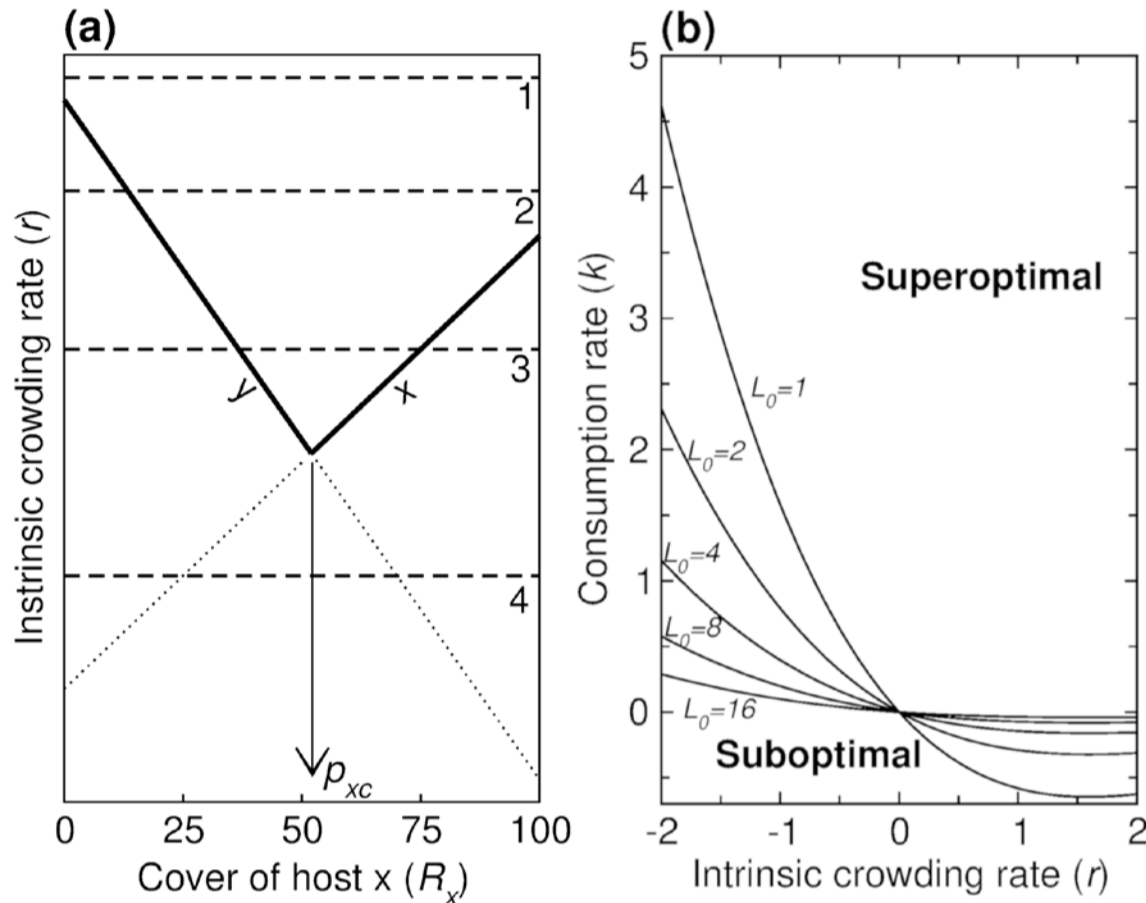 (a)
Instrinsic crowding rate (r)
1
2
3
4
y
x
p_xc
0 25 50 75 100
Cover of host x (R_x)
(b)
Consumption rate (k)
5
4
3
2
1
0
Superoptimal
L_0=1
L_0=2
L_0=4
L_0=8
L_0=16
Suboptimal
-2 -1 0 1 2
Intrinsic crowding rate (r)